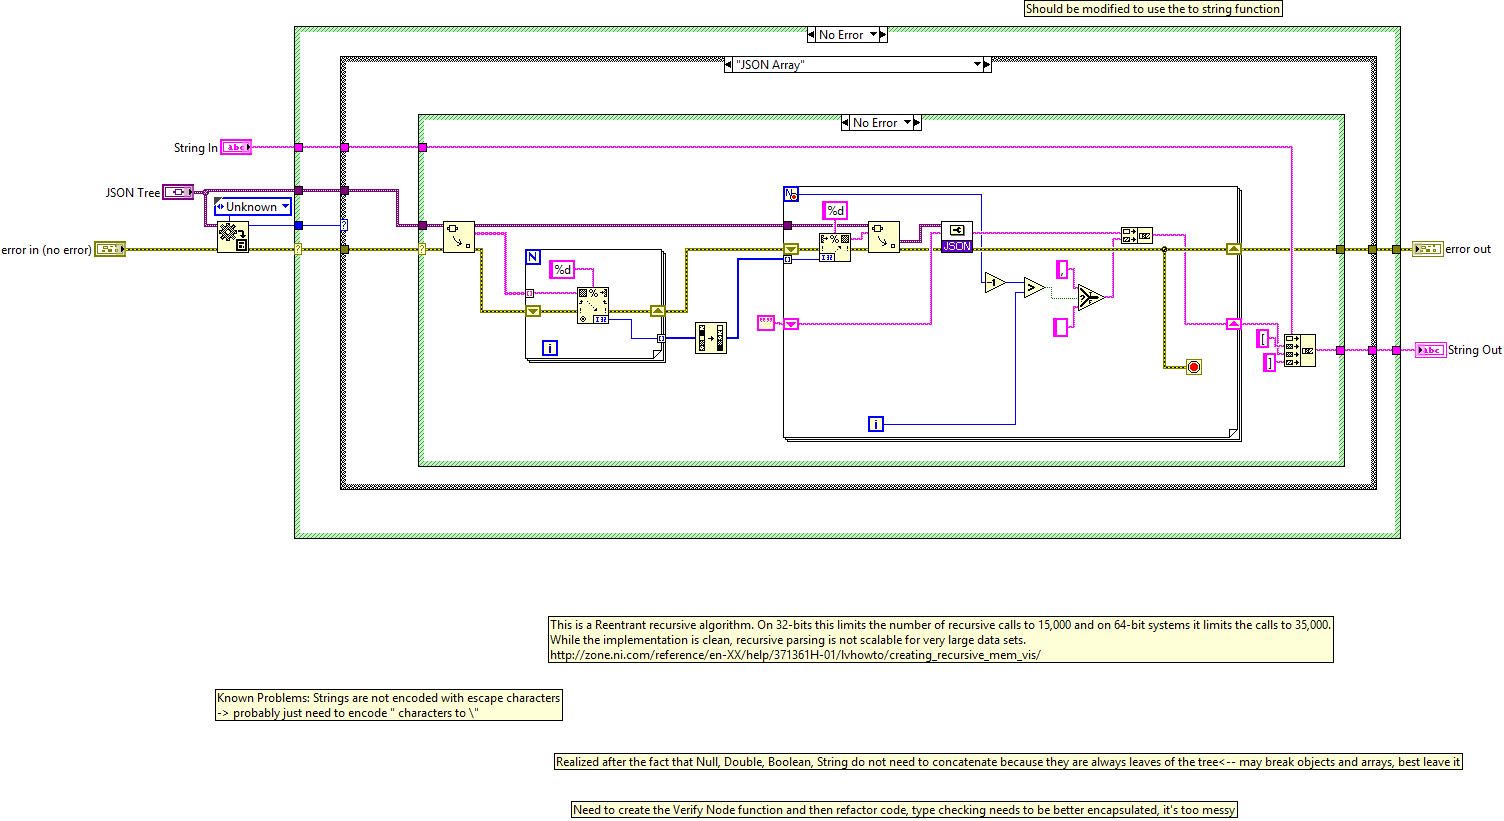 Should be modified to use the to string function
No Error
"JSON Array"
No Error
String In
abc
JSON Tree
Unknown
error in (no error)
?
?
?
N
%d
%
I32
i
N
%d
%
I32
JSON
-1
>
,
?
T
F
[
]
i
error out
abc
String Out
This is a Reentrant recursive algorithm. On 32-bits this limits the number of recursive calls to 15,000 and on 64-bit systems it limits the calls to 35,000.
While the implementation is clean, recursive parsing is not scalable for very large data sets.
http://zone.ni.com/reference/en-XX/help/371361H-01/lvhowto/creating_recursive_mem_vis/
Known Problems: Strings are not encoded with escape characters
-> probably just need to encode " characters to \"
Realized after the fact that Null, Double, Boolean, String do not need to concatenate because they are always leaves of the tree<-- may break objects and arrays, best leave it
Need to create the Verify Node function and then refactor code, type checking needs to be better encapsulated, it's too messy